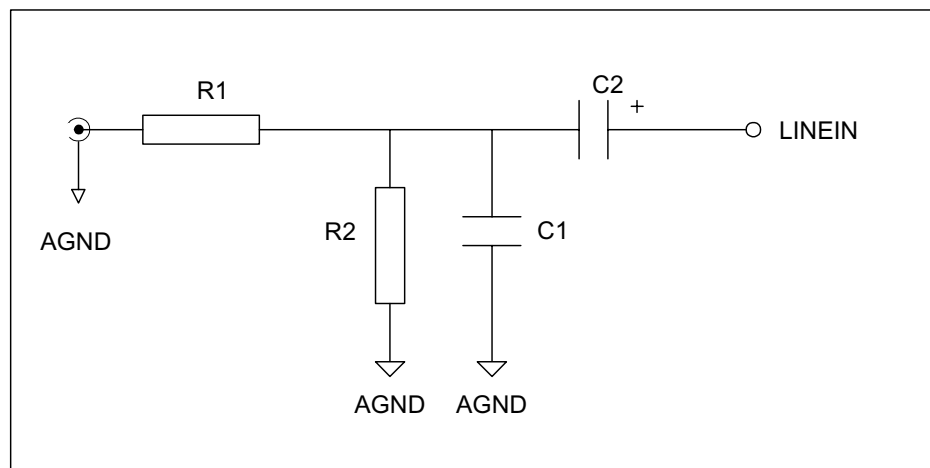 R1
C2
+
LINEIN
AGND
R2
C1
AGND
AGND